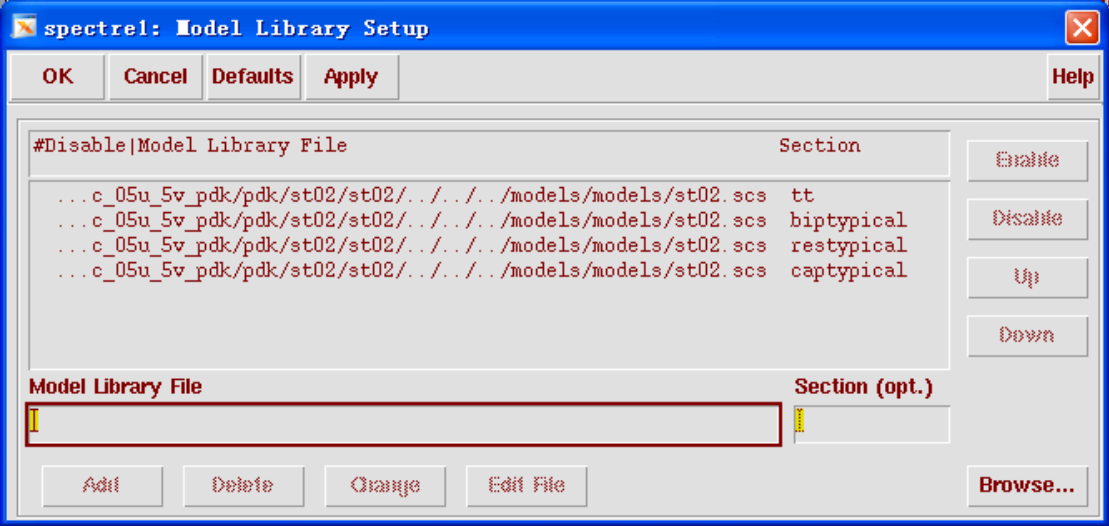 spectre1: Model Library Setup
OK Cancel Defaults Apply Help
#Disable|Model Library File Section
Enable
...c_05u_5v_pdk/pdk/st02/st02/../../../models/models/st02.scs tt
...c_05u_5v_pdk/pdk/st02/st02/../../../models/models/st02.scs biptypical
Disable
...c_05u_5v_pdk/pdk/st02/st02/../../../models/models/st02.scs restypical
...c_05u_5v_pdk/pdk/st02/st02/../../../models/models/st02.scs captypical
Up
Down
Model Library File Section (opt.)
Add Delete Change Edit File Browse...